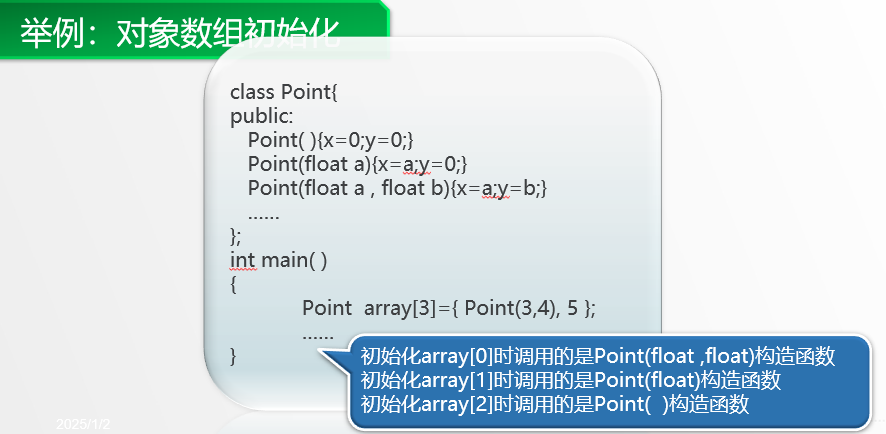 举例：对象数组初始化
class Point{
public:
Point( ){x=0;y=0;}
Point(float a){x=a;y=0;}
Point(float a , float b){x=a;y=b;}
……
};
int main( )
{
Point  array[3]={ Point(3,4), 5 };
……
}
初始化array[0]时调用的是Point(float ,float)构造函数
初始化array[1]时调用的是Point(float)构造函数
初始化array[2]时调用的是Point(  )构造函数
2025/1/2